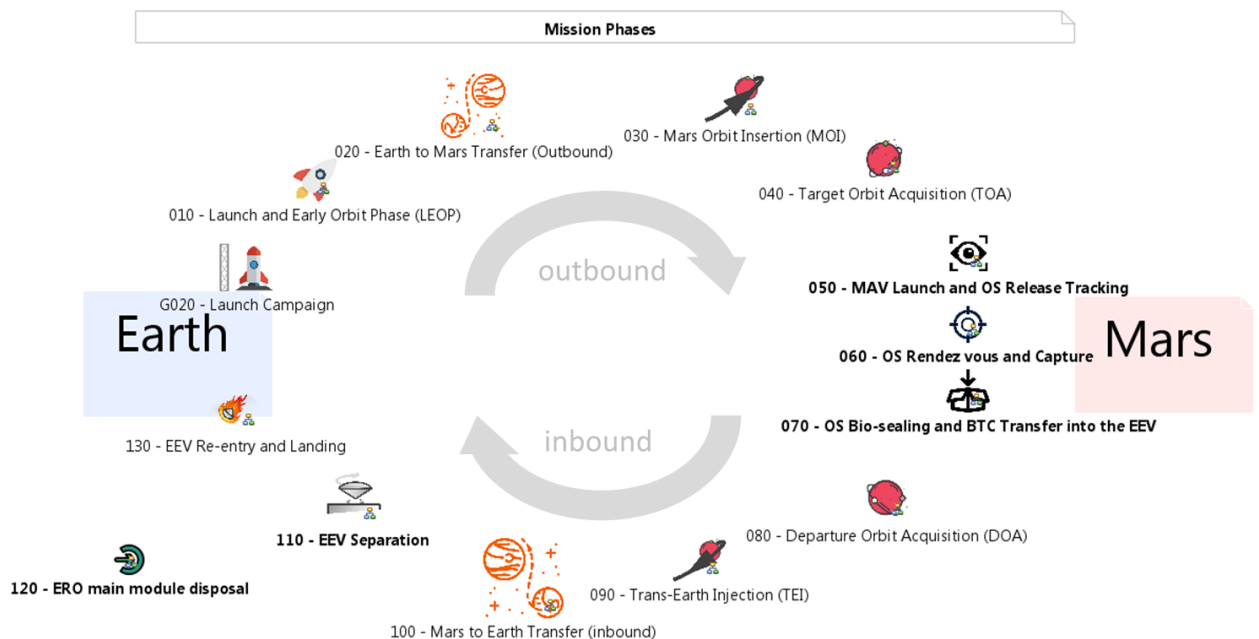 Mission Phases
020 - Earth to Mars Transfer (Outbound)
030 - Mars Orbit Insertion (MOI)
040 - Target Orbit Acquisition (TOA)
010 - Launch and Early Orbit Phase (LEOP)
outbound
050 - MAV Launch and OS Release Tracking
G020 - Launch Campaign
Earth
Mars
060 - OS Rendez vous and Capture
070 - OS Bio-sealing and BTC Transfer into the EEV
inbound
130 - EEV Re-entry and Landing
080 - Departure Orbit Acquisition (DOA)
110 - EEV Separation
120 - ERO main module disposal
090 - Trans-Earth Injection (TEI)
100 - Mars to Earth Transfer (inbound)